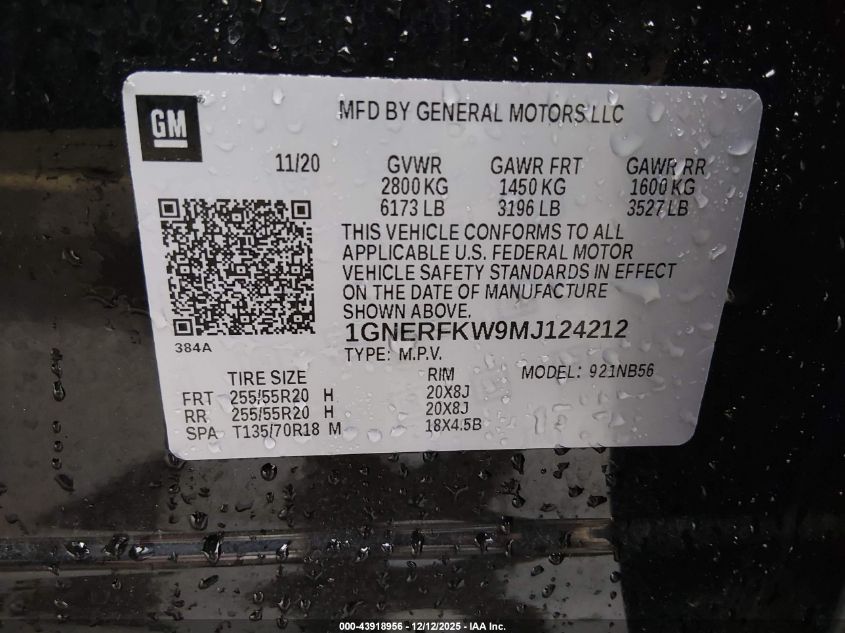 GM
MFD BY GENERAL MOTORS LLC
11/20
GVWR GAWR FRT GAWR RR
2800 KG 1450 KG 1600 KG
6173 LB 3196 LB 3527 LB
THIS VEHICLE CONFORMS TO ALL
APPLICABLE U.S. FEDERAL MOTOR
VEHICLE SAFETY STANDARDS IN EFFECT
ON THE DATE OF MANUFACTURE
SHOWN ABOVE.
384A
1GNERFKW9MJ124212
TYPE: M.P.V.
TIRE SIZE RIM MODEL: 921NB56
FRT 255/55R20 H 20X8J
RR 255/55R20 H 20X8J
SPA T135/70R18 M 18X4.5B
000-43918956 - 12/12/2025 - IAA Inc.